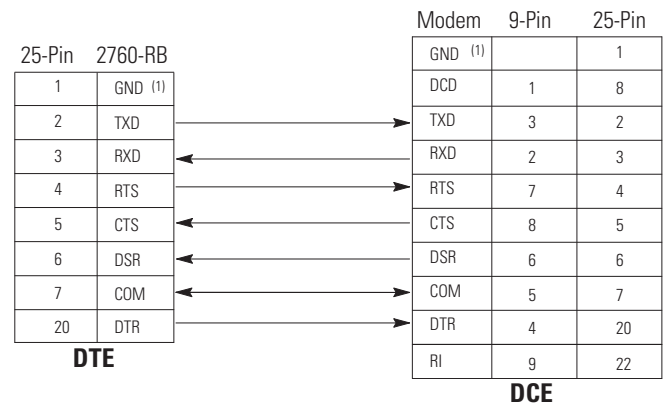 25-Pin 2760-RB
1 GND (1)
2 TXD
3 RXD
4 RTS
5 CTS
6 DSR
7 COM
20 DTR
DTE
Modem 9-Pin 25-Pin
GND (1) 1
DCD 1 8
TXD 3 2
RXD 2 3
RTS 7 4
CTS 8 5
DSR 6 6
COM 5 7
DTR 4 20
RI 9 22
DCE